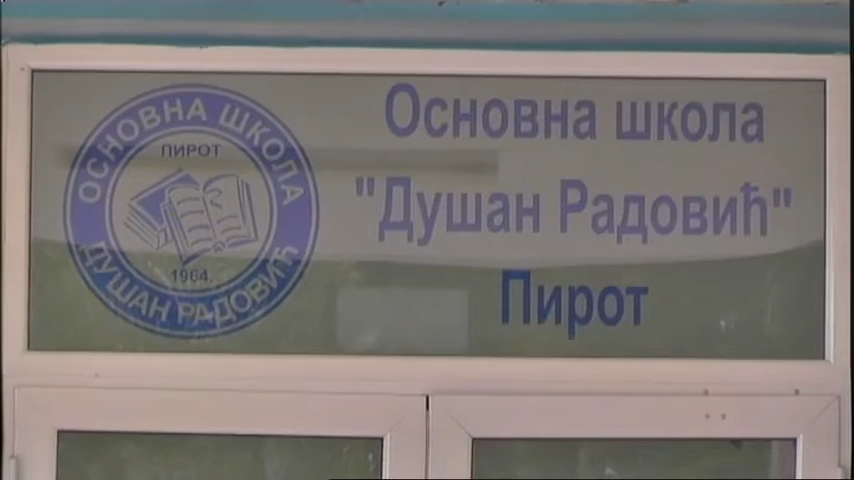 ОСНОВНА ШКОЛА
ПИРОТ
1964.
ДУШАН РАДОВИЋ
Основна школа
"Душан Радовић"
Пирот